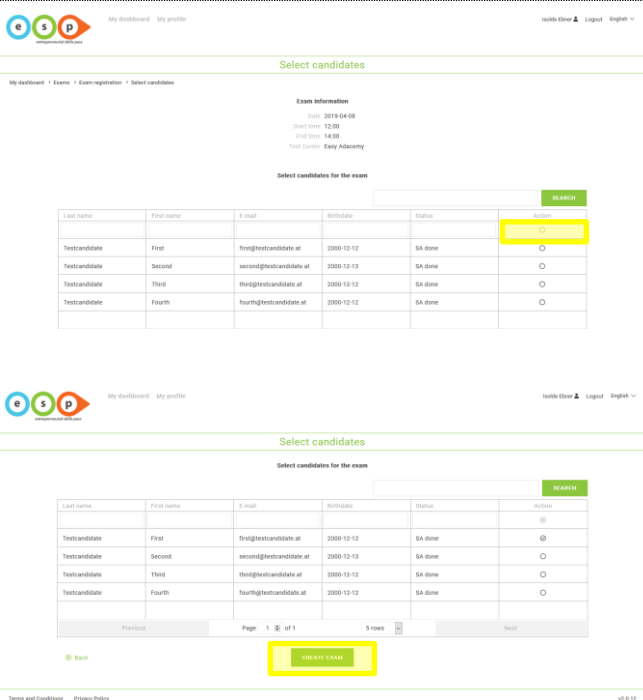 e s p My dashboard My profile Isolde Ebner Logout English
entrepreneurial skills pass
Select candidates
My dashboard › Exams › Exam registration › Select candidates
Exam information
Date 2019-04-08
Start time 12:00
End time 14:00
Test Center Easy Adacemy
Select candidates for the exam
SEARCH
Last name First name E-mail Birthdate Status Action
Testcandidate First first@testcandidate.at 2000-12-12 SA done
Testcandidate Second second@testcandidate.at 2000-12-13 SA done
Testcandidate Third third@testcandidate.at 2000-12-12 SA done
Testcandidate Fourth fourth@testcandidate.at 2000-12-12 SA done
e s p My dashboard My profile Isolde Ebner Logout English
entrepreneurial skills pass
Select candidates
Select candidates for the exam
SEARCH
Last name First name E-mail Birthdate Status Action
Testcandidate First first@testcandidate.at 2000-12-12 SA done
Testcandidate Second second@testcandidate.at 2000-12-13 SA done
Testcandidate Third third@testcandidate.at 2000-12-12 SA done
Testcandidate Fourth fourth@testcandidate.at 2000-12-12 SA done
Previous Page 1 of 1 5 rows Next
Back CREATE EXAM
Terms and Conditions Privacy Policy v2.0.12